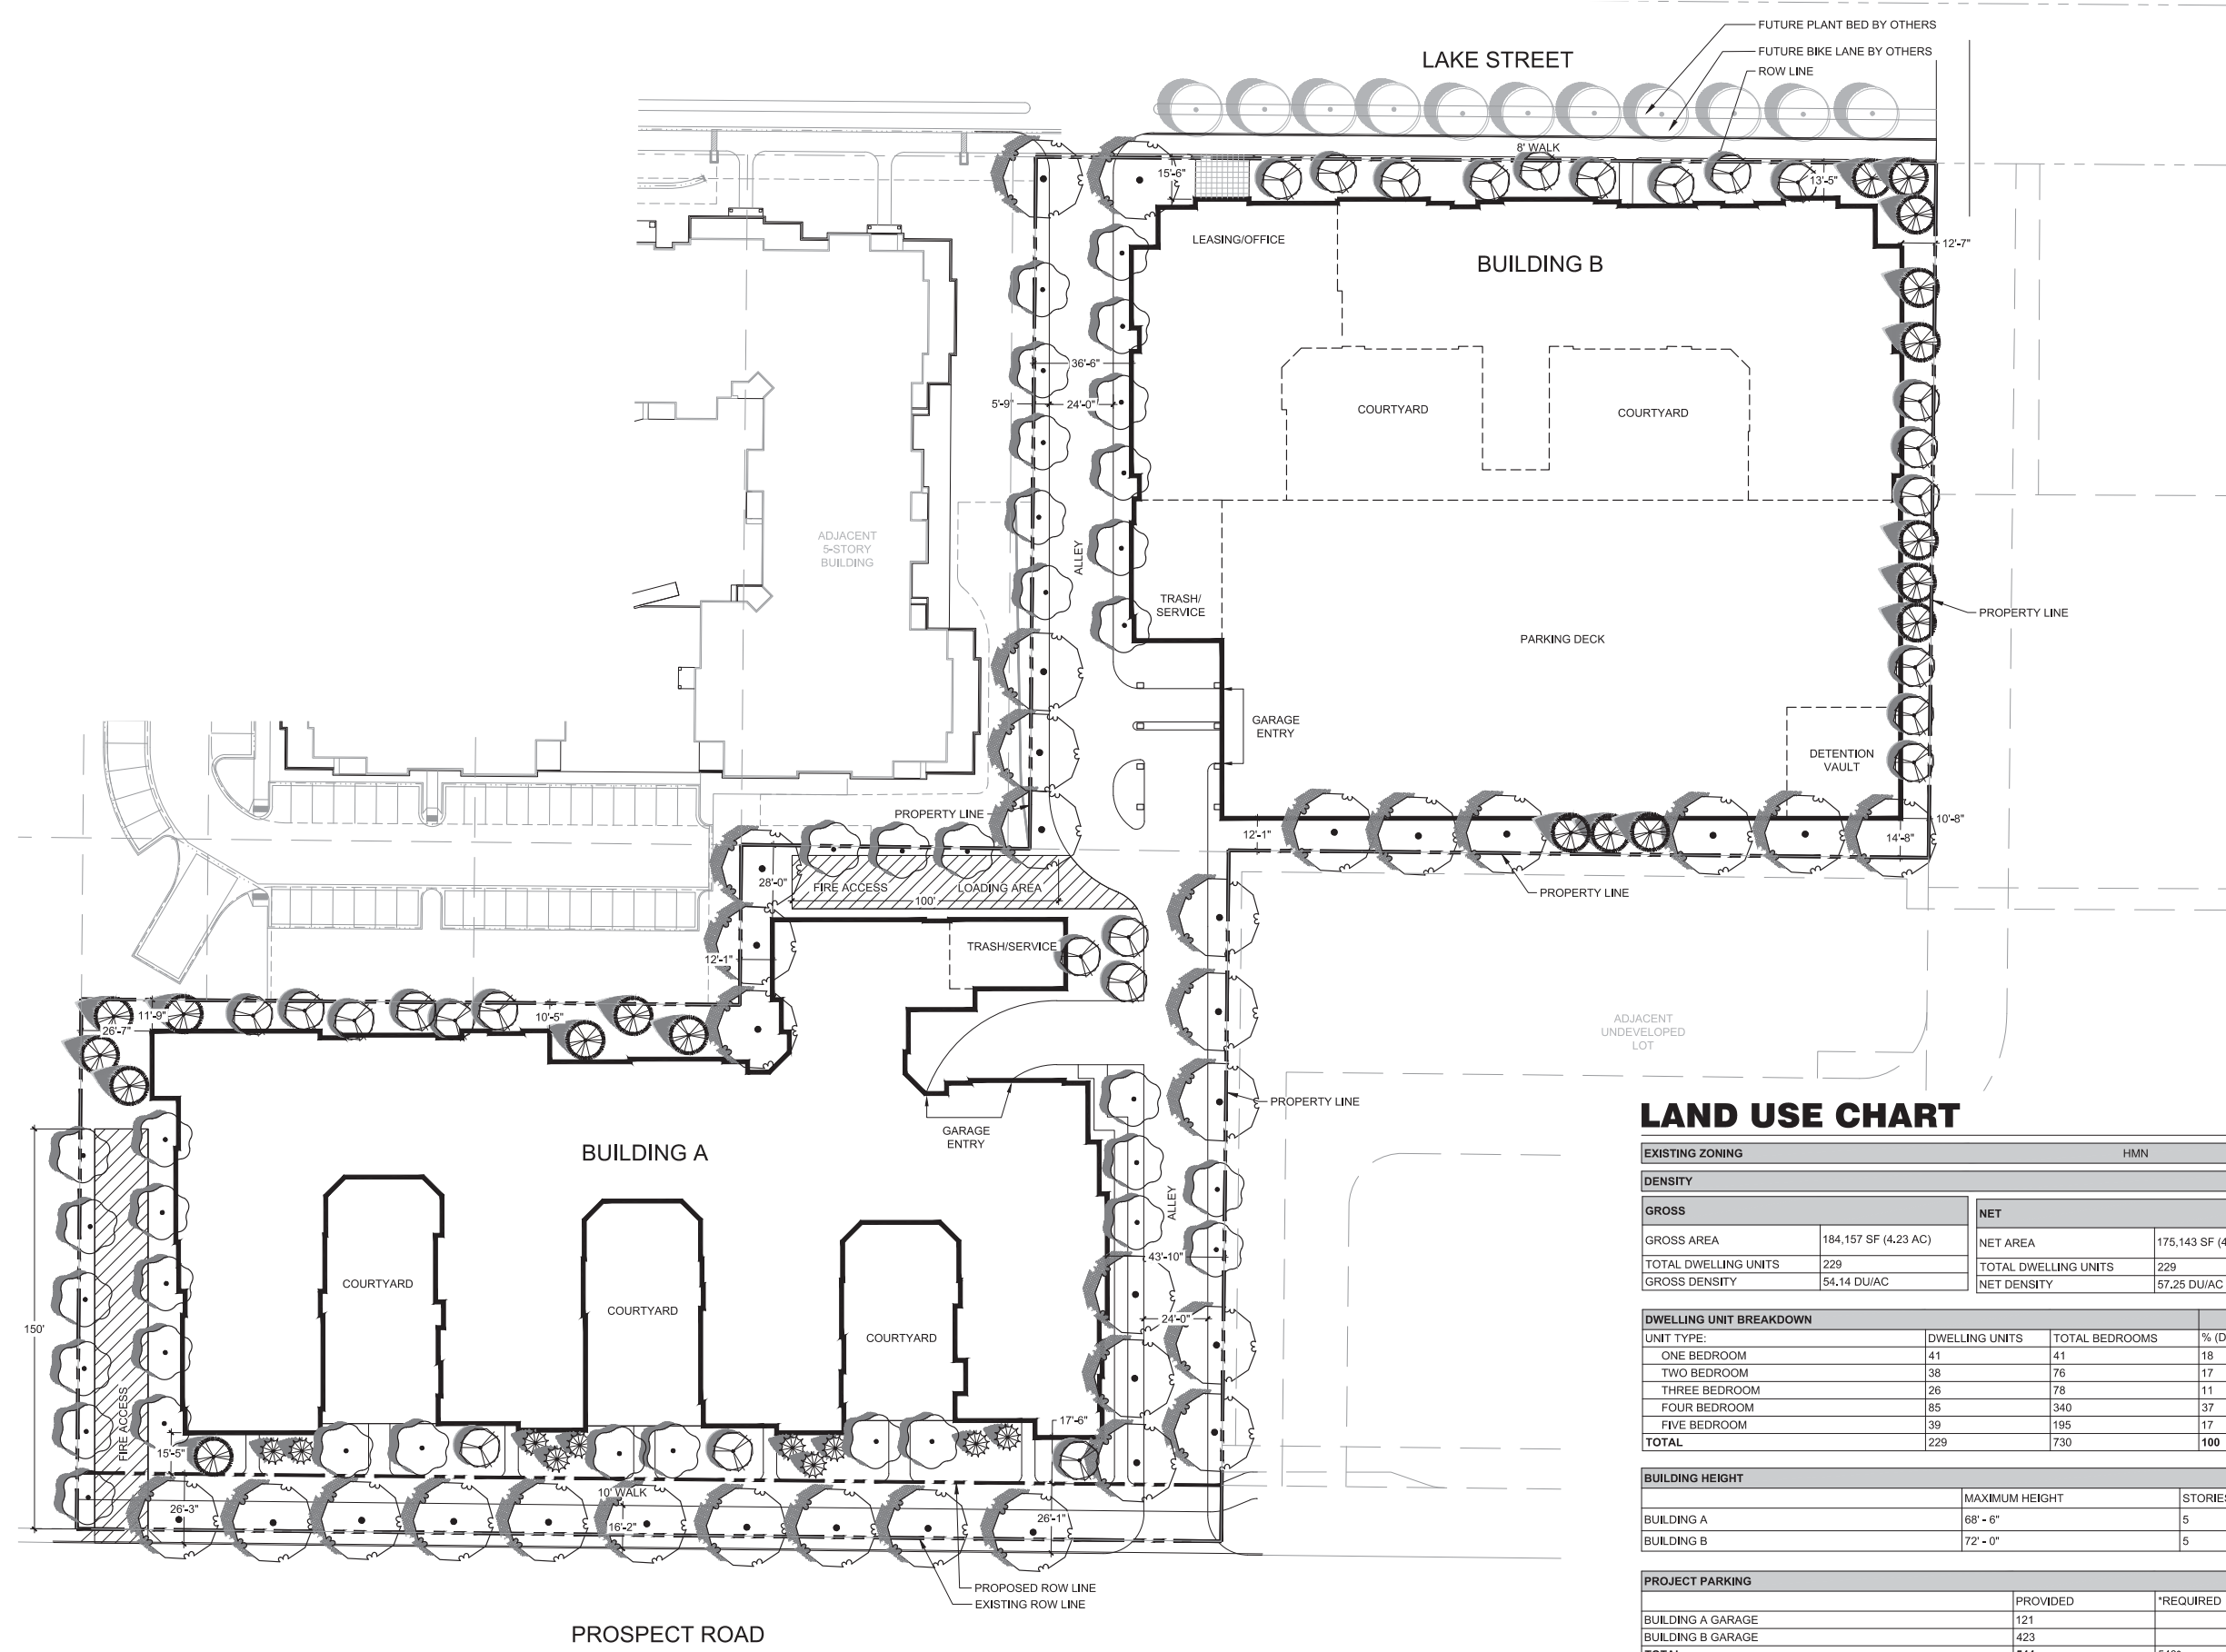 FUTURE PLANT BED BY OTHERS
LAKE STREET
FUTURE BIKE LANE BY OTHERS
ROW LINE
8' WALK
15'-6"
13'-5"
LEASING/OFFICE
BUILDING B
12'-7"
36'-6"
5'-9"
24'-0"
COURTYARD
COURTYARD
ADJACENT
5-STORY
BUILDING
ALLEY
TRASH/
SERVICE
PROPERTY LINE
PARKING DECK
GARAGE
ENTRY
DETENTION
VAULT
PROPERTY LINE
12'-1"
10'-8"
14'-8"
28'-0"
FIRE ACCESS
LOADING AREA
100'
PROPERTY LINE
TRASH/SERVICE
12'-1"
11'-9"
26'-7"
10'-5"
ADJACENT
UNDEVELOPED
LOT
PROPERTY LINE
GARAGE
ENTRY
BUILDING A
ALLEY
43'-10"
COURTYARD
COURTYARD
COURTYARD
24'-0"
150'
FIRE ACCESS
17'-6"
15'-5"
10' WALK
26'-3"
16'-2"
26'-1"
PROPOSED ROW LINE
EXISTING ROW LINE
PROSPECT ROAD
LAND USE CHART
EXISTING ZONING HMN
DENSITY
GROSS
GROSS AREA 184,157 SF (4.23 AC)
TOTAL DWELLING UNITS 229
GROSS DENSITY 54.14 DU/AC
NET
NET AREA 175,143 SF (4
TOTAL DWELLING UNITS 229
NET DENSITY 57.25 DU/AC
DWELLING UNIT BREAKDOWN
UNIT TYPE: DWELLING UNITS TOTAL BEDROOMS % (D
ONE BEDROOM 41 41 18
TWO BEDROOM 38 76 17
THREE BEDROOM 26 78 11
FOUR BEDROOM 85 340 37
FIVE BEDROOM 39 195 17
TOTAL 229 730 100
BUILDING HEIGHT
MAXIMUM HEIGHT STORIES
BUILDING A 68' - 6" 5
BUILDING B 72' - 0" 5
PROJECT PARKING
PROVIDED *REQUIRED
BUILDING A GARAGE 121
BUILDING B GARAGE 423